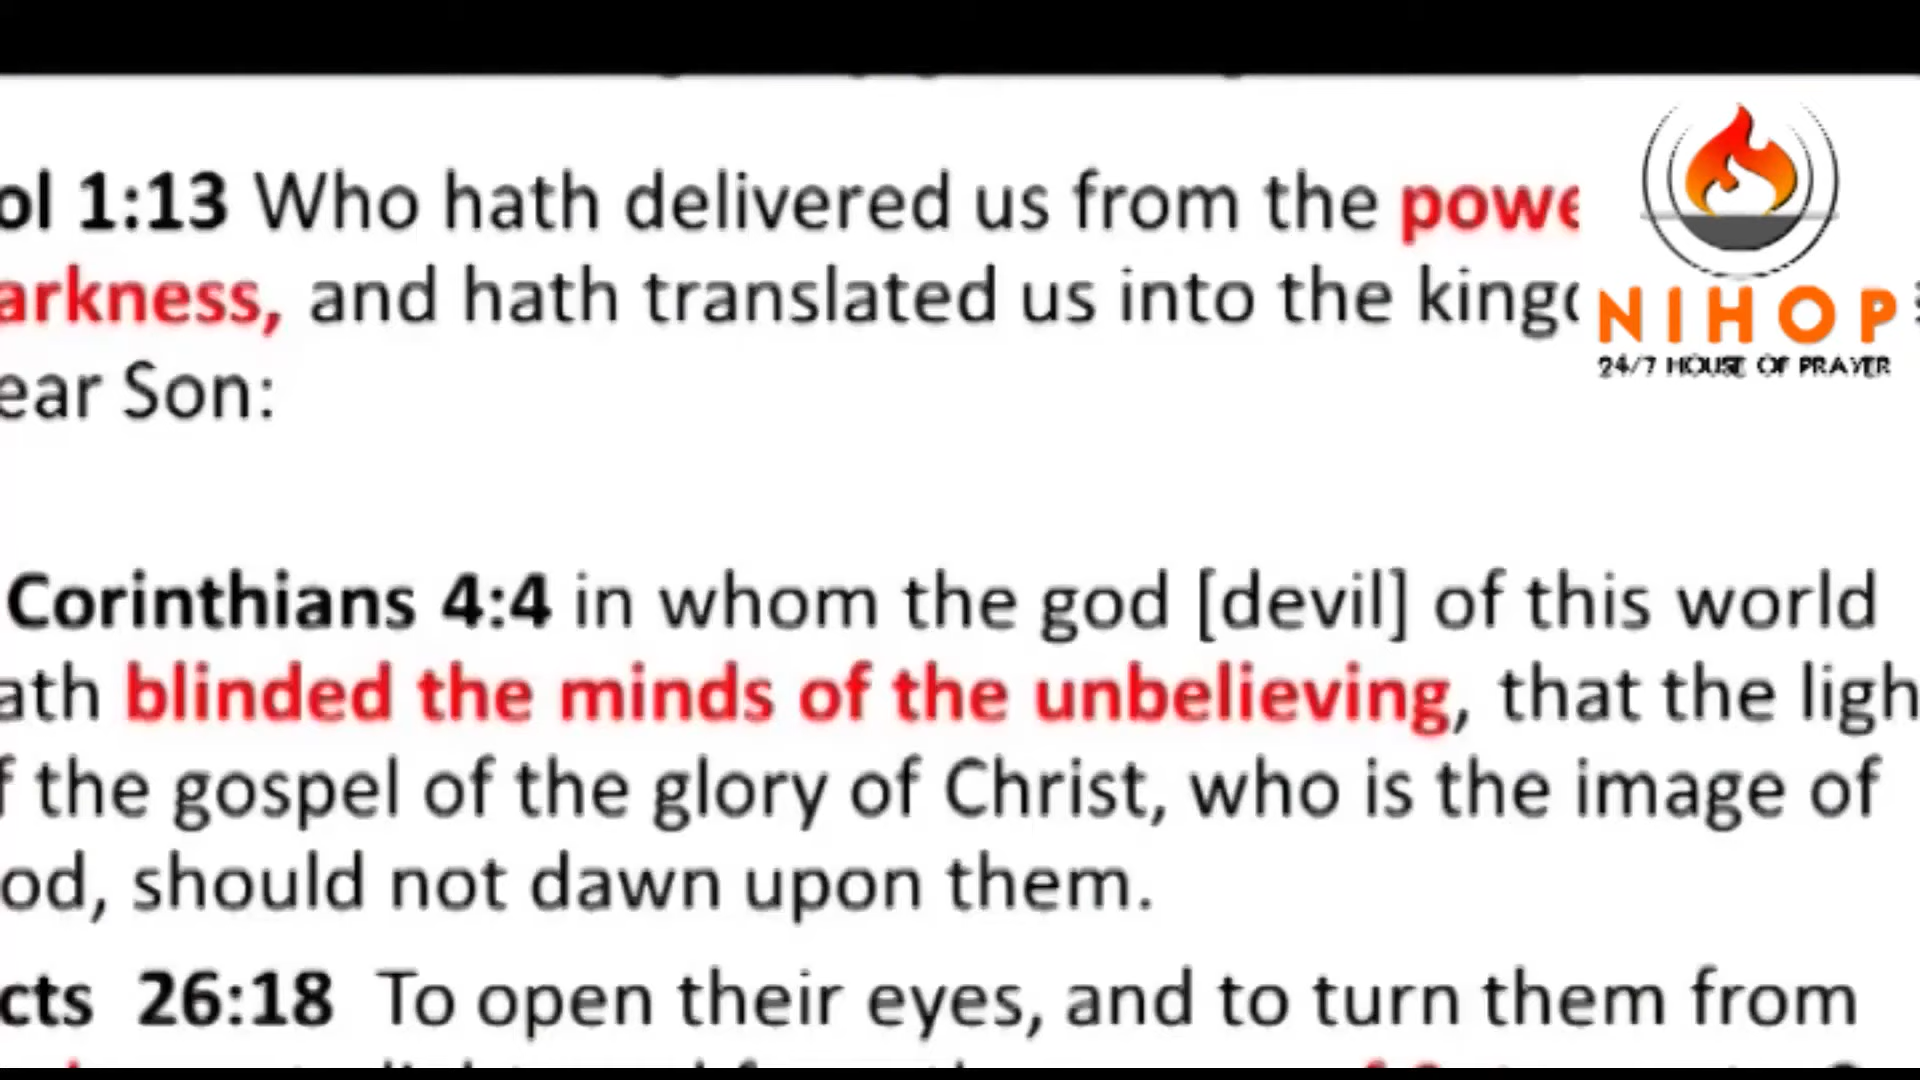 ol 1:13 Who hath delivered us from the powe
arkness, and hath translated us into the king
ear Son:
NIHOP
24/7 HOUSE OF PRAYER
Corinthians 4:4 in whom the god [devil] of this world
ath blinded the minds of the unbelieving, that the ligh
f the gospel of the glory of Christ, who is the image of
od, should not dawn upon them.
cts 26:18 To open their eyes, and to turn them from